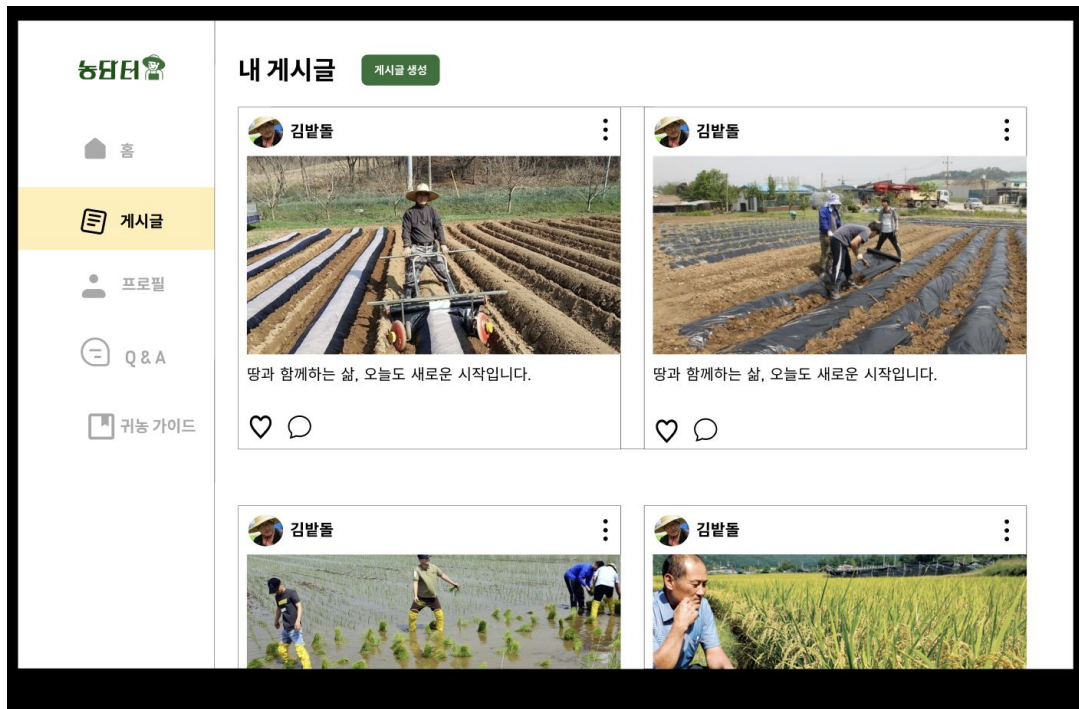 농담터
내 게시글
게시글 생성
홈
게시글
프로필
Q & A
귀농 가이드
김밭돌
김밭돌
땅과 함께하는 삶, 오늘도 새로운 시작입니다.
땅과 함께하는 삶, 오늘도 새로운 시작입니다.
김밭돌
김밭돌